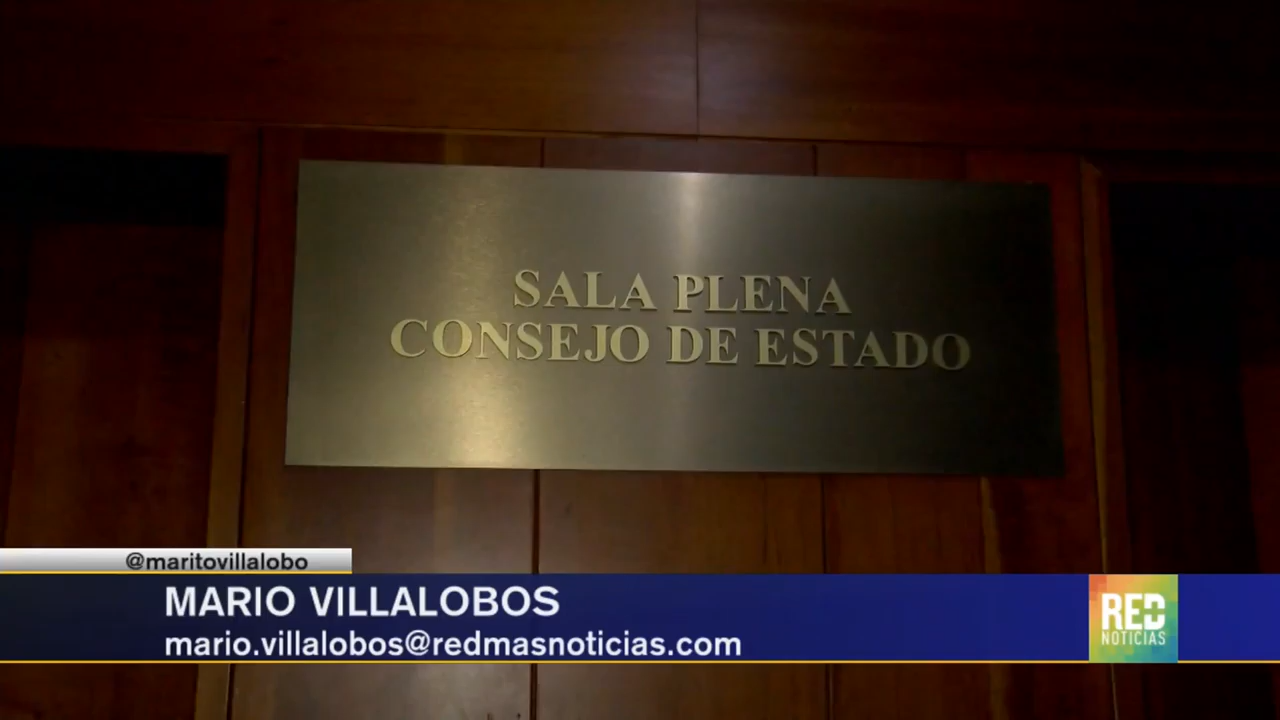 SALA PLENA
CONSEJO DE ESTADO
@maritovillalobo
MARIO VILLALOBOS
mario.villalobos@redmasnoticias.com
RED
NOTICIAS